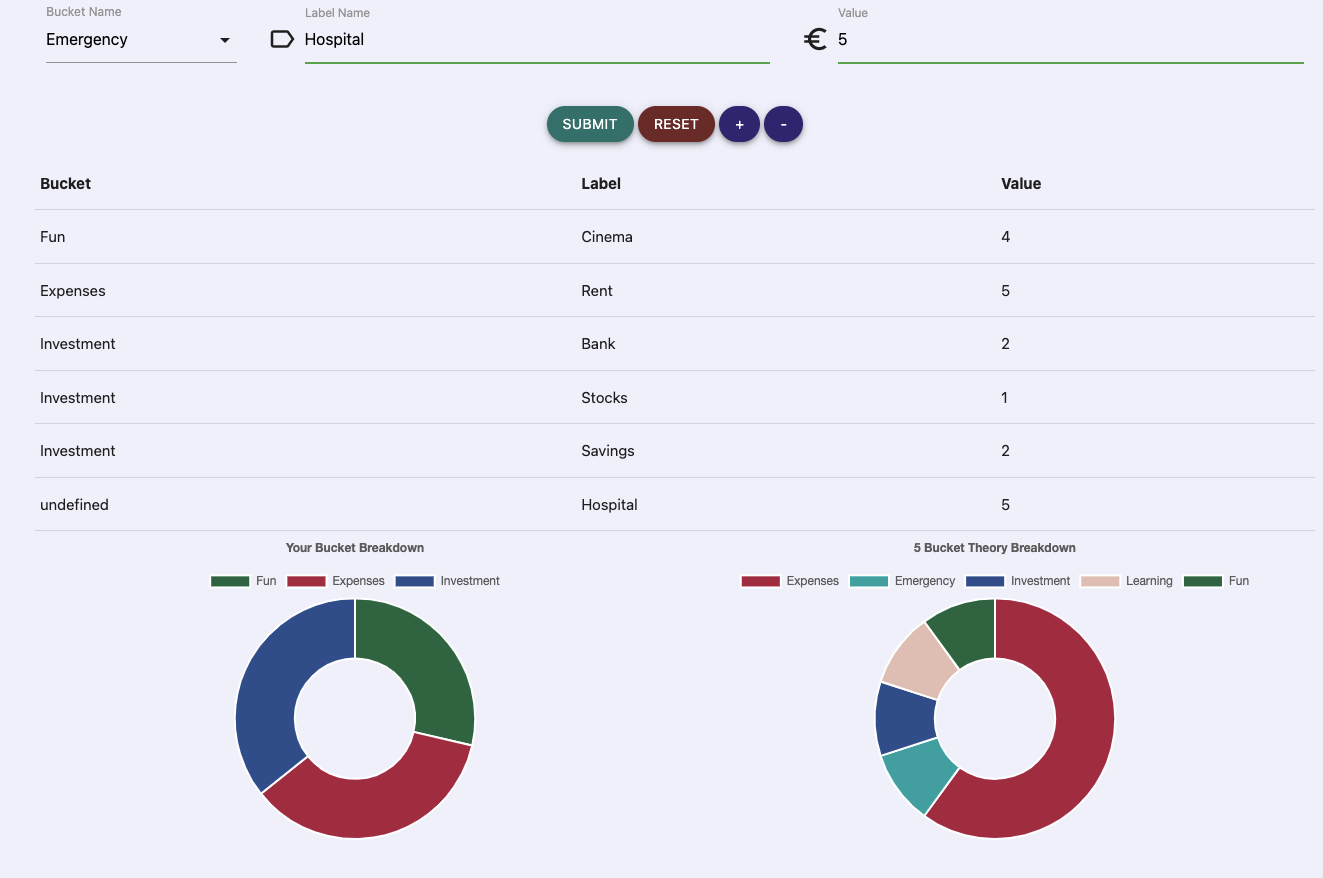 Bucket Name Label Name Value
Emergency Hospital € 5
SUBMIT RESET + -
Bucket Label Value
Fun Cinema 4
Expenses Rent 5
Investment Bank 2
Investment Stocks 1
Investment Savings 2
undefined Hospital 5
Your Bucket Breakdown
Fun Expenses Investment
5 Bucket Theory Breakdown
Expenses Emergency Investment Learning Fun